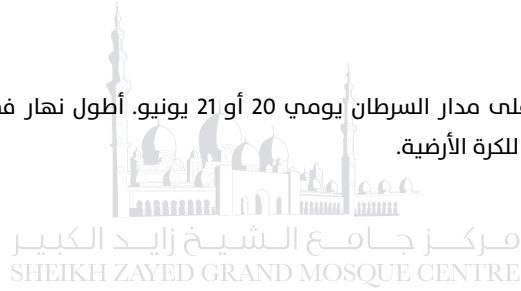 مدار السرطان يومي 20 أو 21 يونيو. أطول نهار
للكرة الأرضية.
مركز جامع الشيخ زايد الكبير
SHEIKH ZAYED GRAND MOSQUE CENTRE